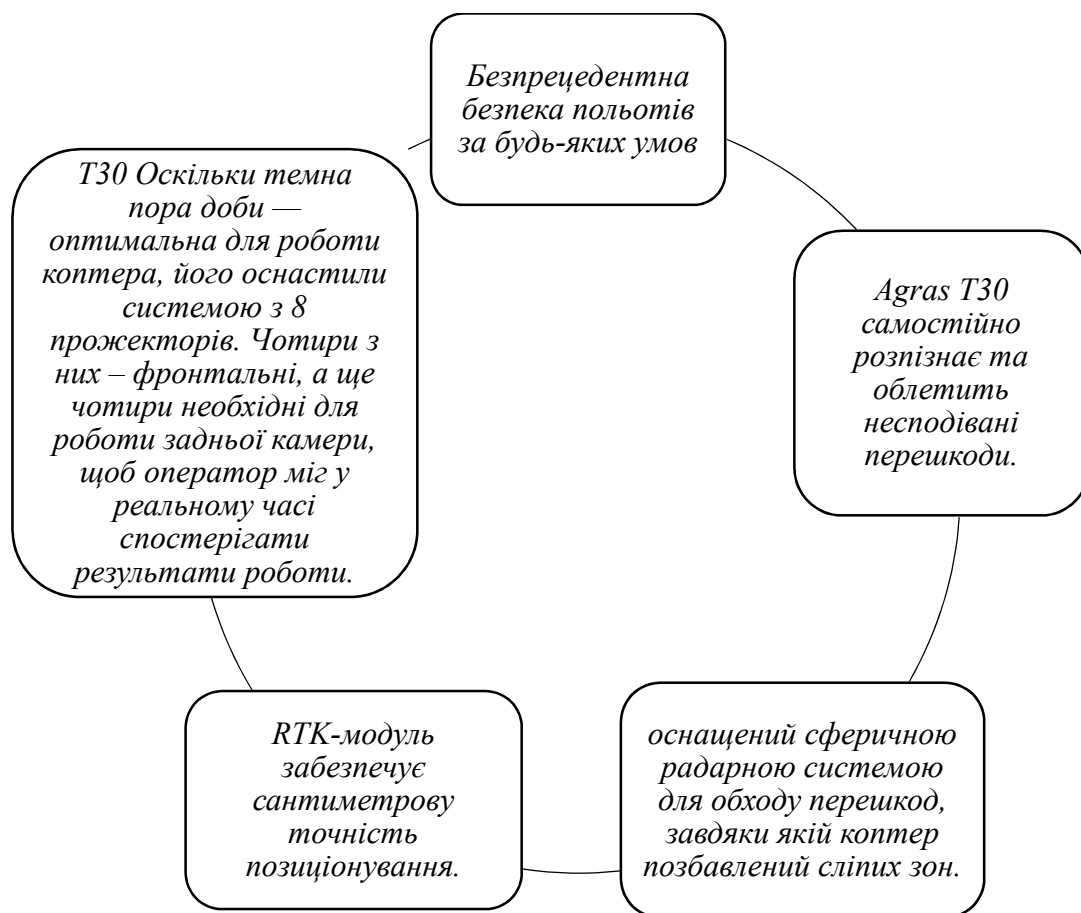 Безпрецедентна
безпека польотів
за будь-яких умов
Agras T30
самостійно
розпізнає та
облетить
несподівані
перешкоди.
оснащений сферичною
радарною системою
для обходу перешкод,
завдяки якій коптер
позбавлений сліпих зон.
RTK-модуль
забезпечує
сантиметрову
точність
позиціонування.
T30 Оскільки темна
пора доби —
оптимальна для роботи
коптера, його оснастили
системою з 8
прожекторів. Чотири з
них – фронтальні, а ще
чотири необхідні для
роботи задньої камери,
щоб оператор міг у
реальному часі
спостерігати
результати роботи.